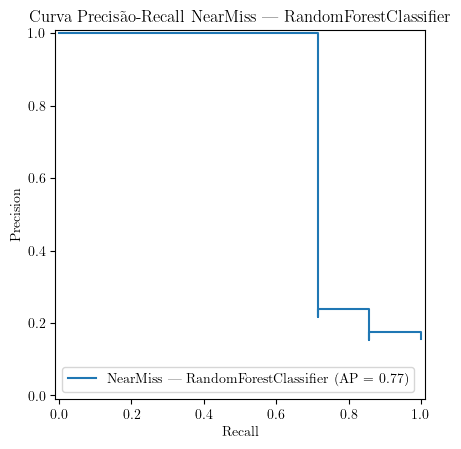 Curva Precisão-Recall NearMiss — RandomForestClassifier
1.0
0.8
0.6
0.4
0.2
0.0
Precision
NearMiss — RandomForestClassifier (AP = 0.77)
0.0 0.2 0.4 0.6 0.8 1.0
Recall